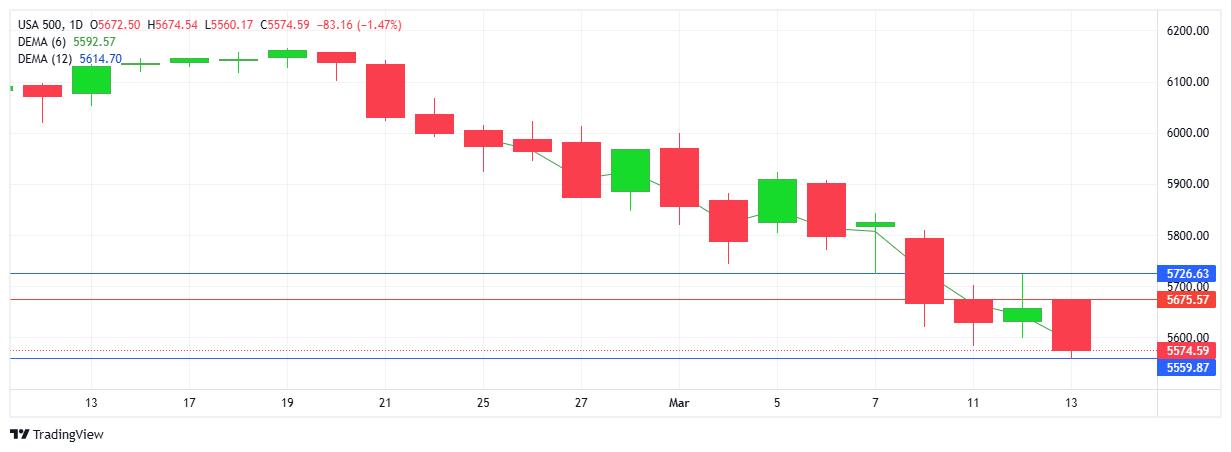 USA 500, 1D O5672.50 H5674.54 L5560.17 C5574.59 −83.16 (−1.47%)
DEMA (6) 5592.57
DEMA (12) 5614.70
6200.00
6100.00
6000.00
5900.00
5800.00
5726.63
5700.00
5675.57
5600.00
5574.59
5559.87
13 17 19 21 25 27 Mar 5 7 11 13
TradingView